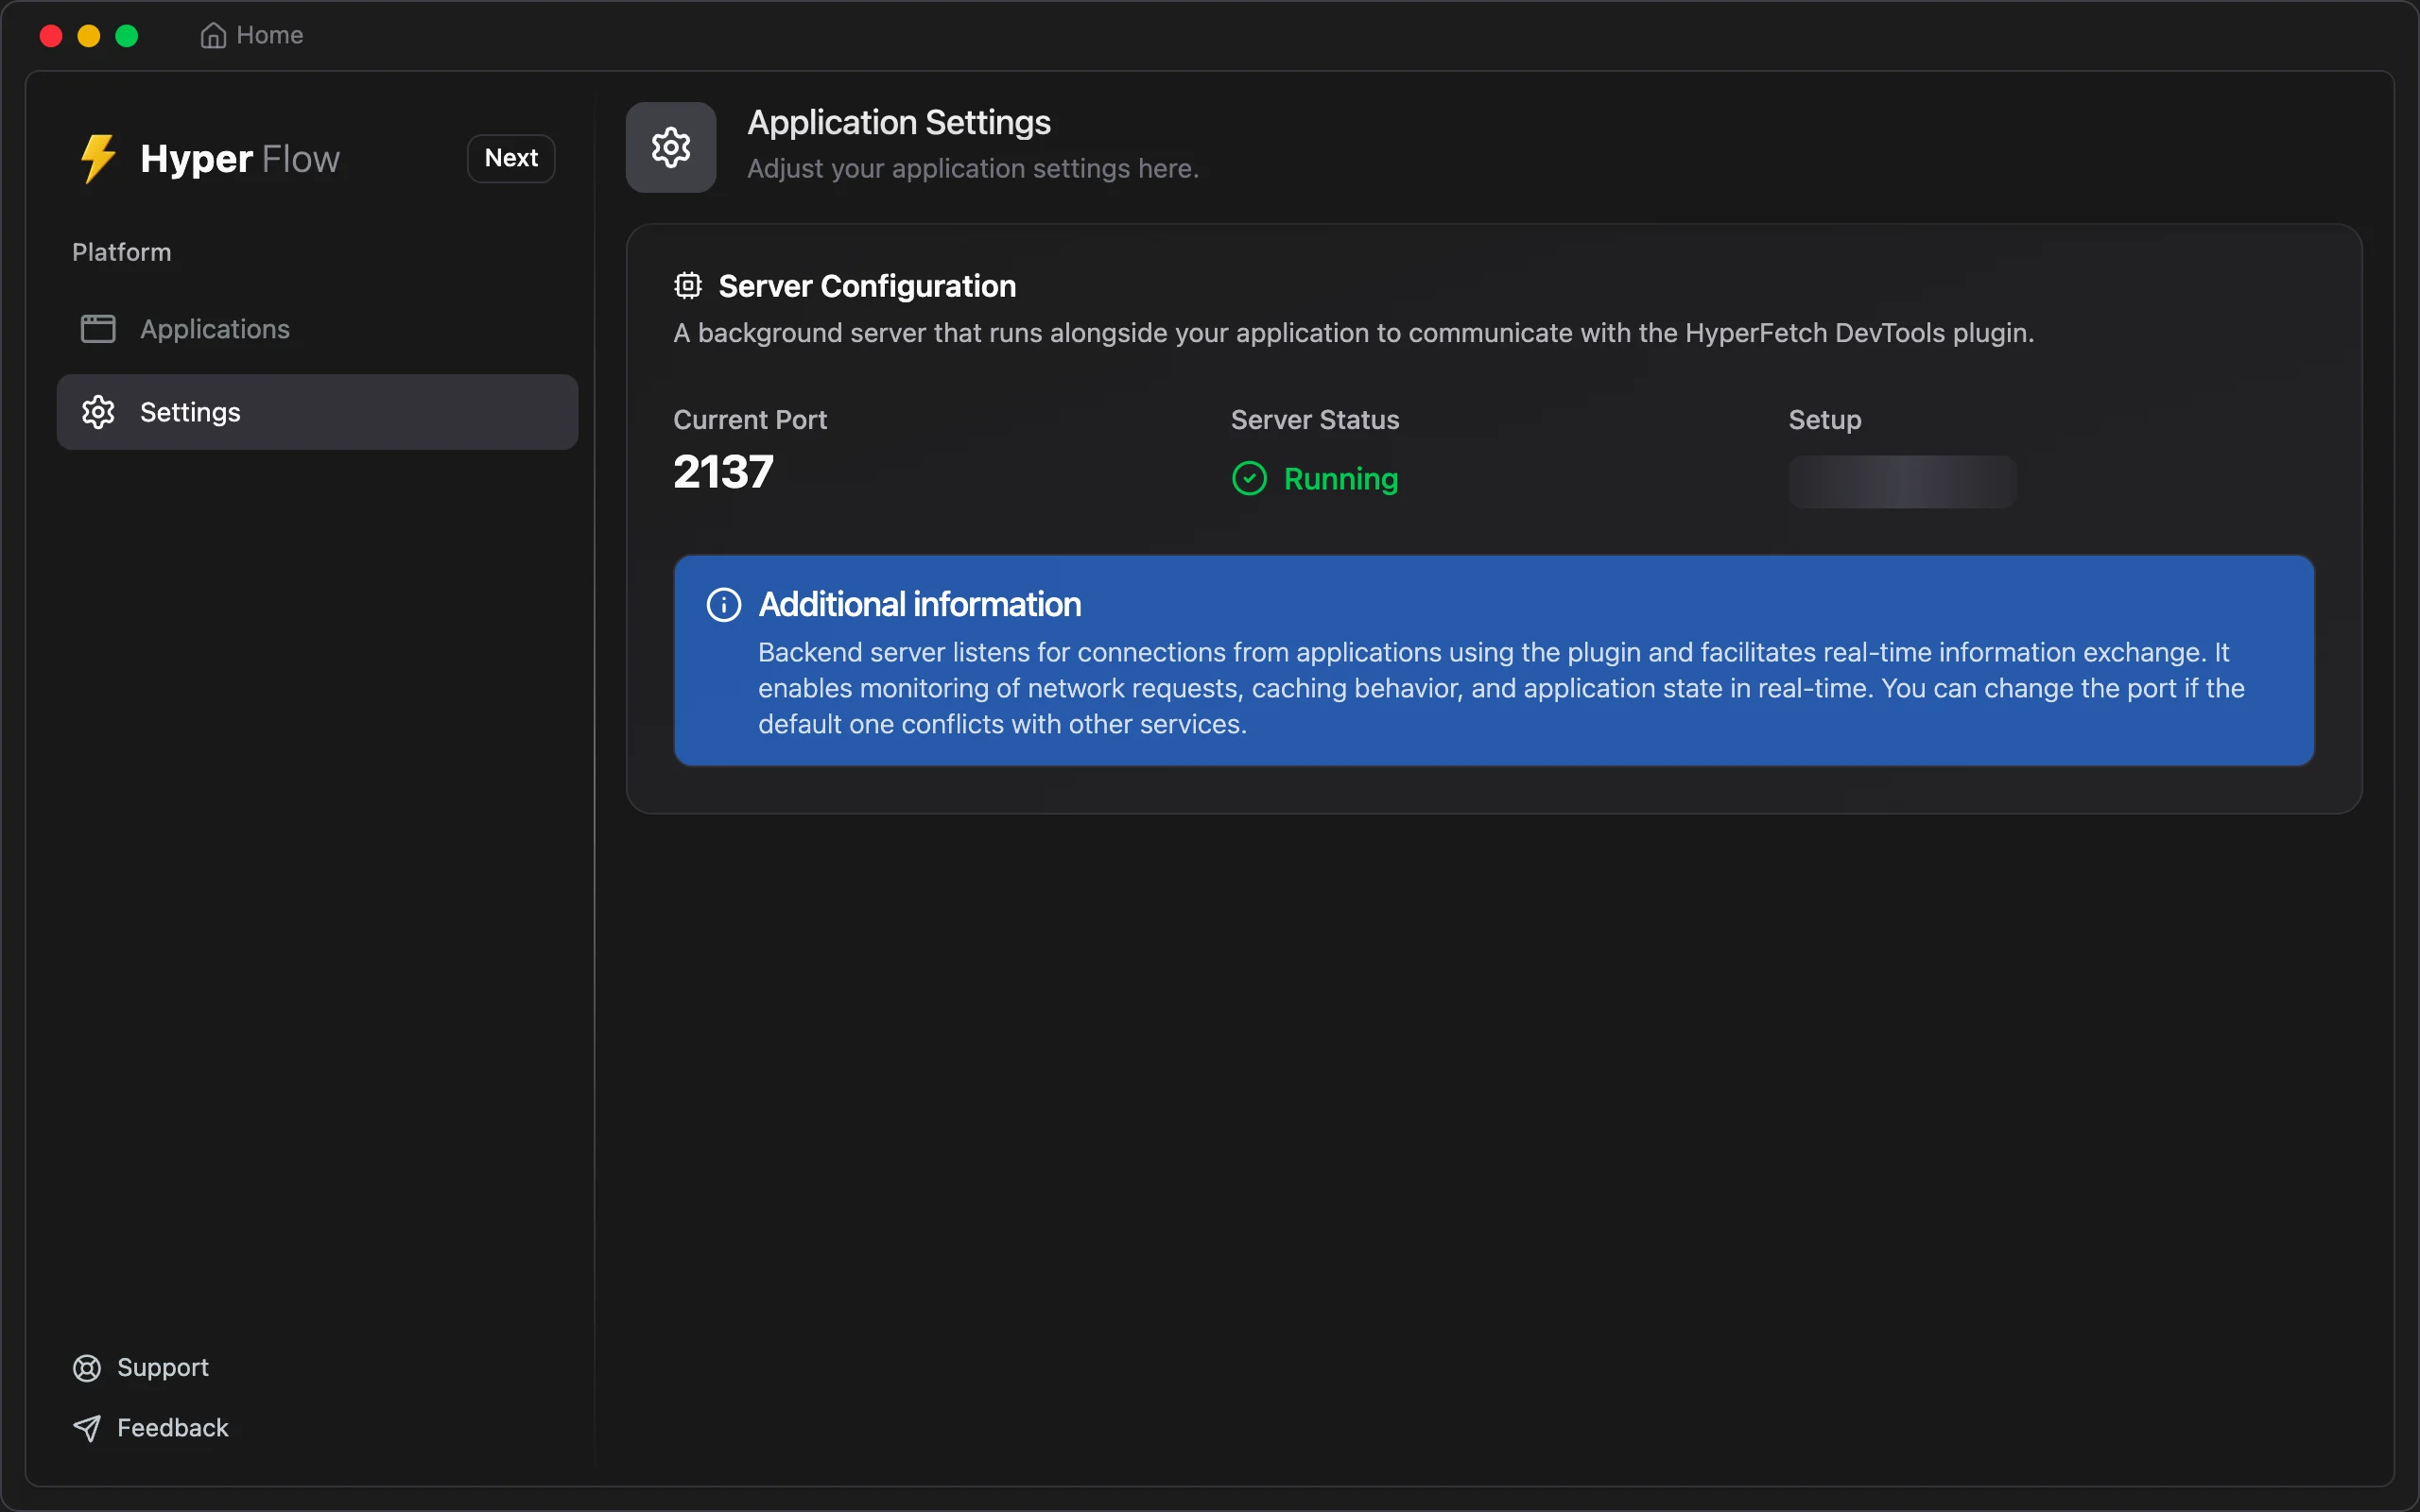 Home
Hyper Flow
Next
Platform
Applications
Settings
Support
Feedback
Application Settings
Adjust your application settings here.
Server Configuration
A background server that runs alongside your application to communicate with the HyperFetch DevTools plugin.
Current Port
2137
Server Status
Running
Setup
Additional information
Backend server listens for connections from applications using the plugin and facilitates real-time information exchange. It
enables monitoring of network requests, caching behavior, and application state in real-time. You can change the port if the
default one conflicts with other services.